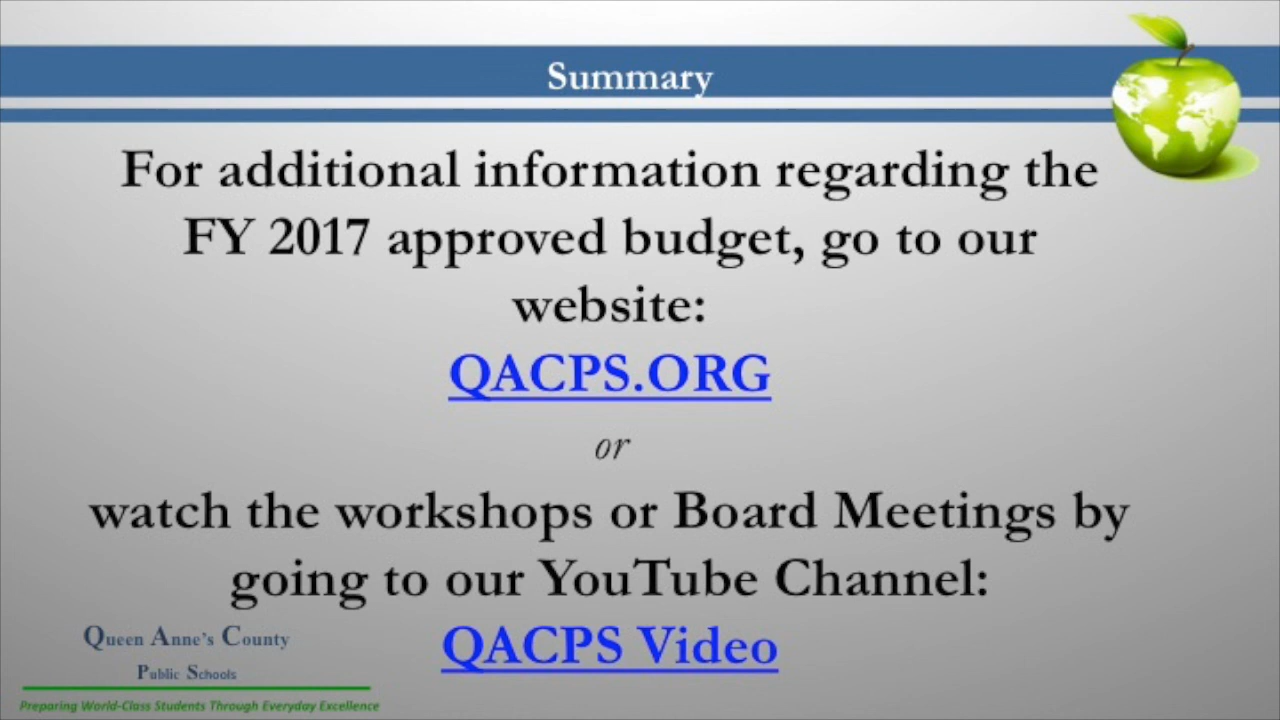 Summary
For additional information regarding the
FY 2017 approved budget, go to our
website:
QACPS.ORG
or
watch the workshops or Board Meetings by
going to our YouTube Channel:
QACPS Video
Queen Anne's County
Public Schools
Preparing World-Class Students Through Everyday Excellence